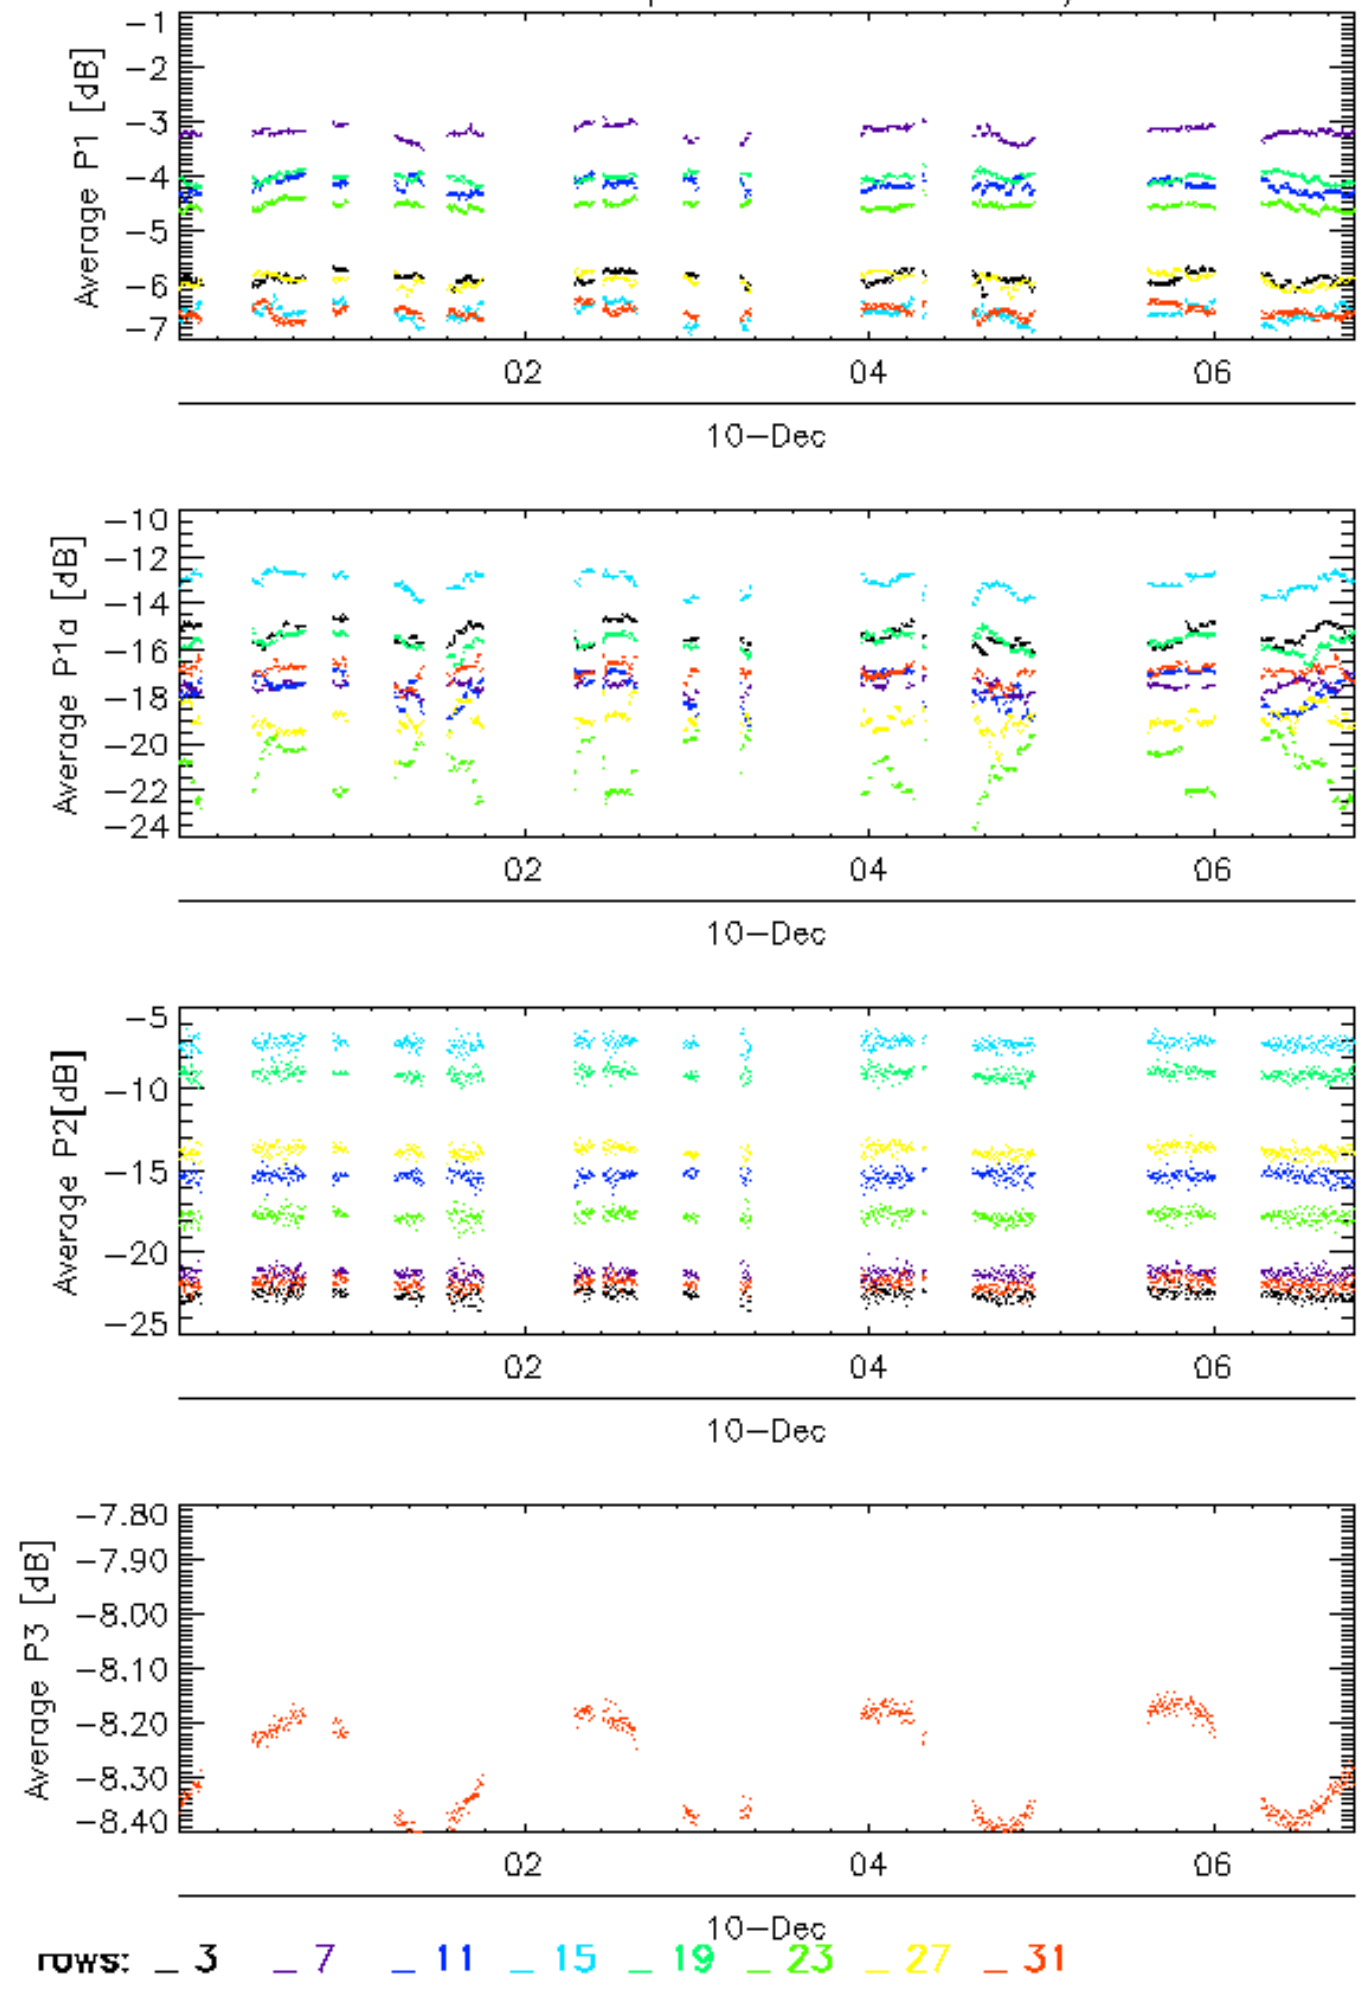 Average P1 [dB]
-1
-2
-3
-4
-5
-6
-7
02 04 06
10-Dec
Average P1a [dB]
-10
-12
-14
-16
-18
-20
-22
-24
02 04 06
10-Dec
Average P2[dB]
-5
-10
-15
-20
-25
02 04 06
10-Dec
Average P3 [dB]
-7.80
-7.90
-8.00
-8.10
-8.20
-8.30
-8.40
02 04 06
10-Dec
rows: _ 3 _ 7 _ 11 _ 15 _ 19 _ 23 _ 27 _ 31